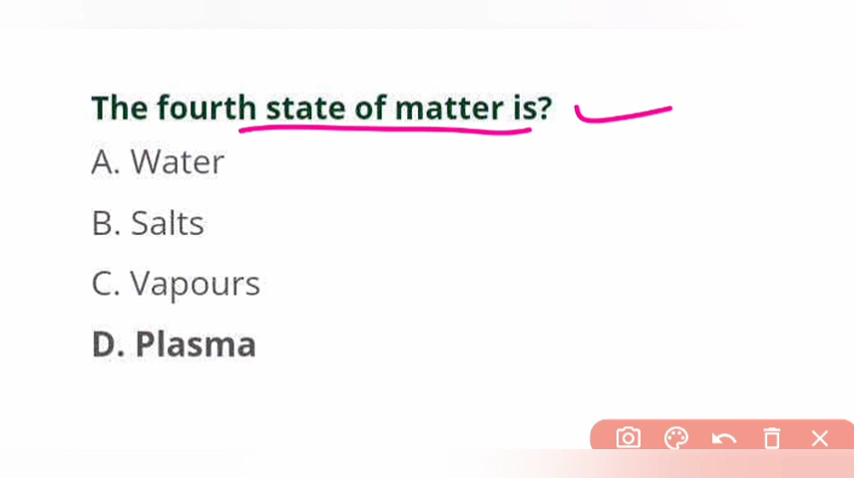 The fourth state of matter is?
A. Water
B. Salts
C. Vapours
D. Plasma